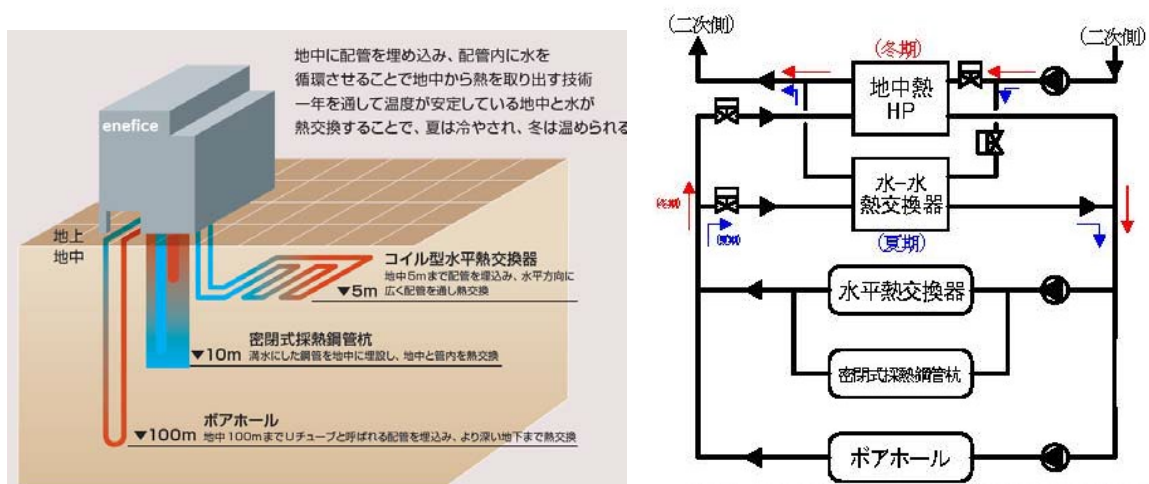 地中に配管を埋め込み、配管内に水を
循環させることで地中から熱を取り出す技術
一年を通して温度が安定している地中と水が
熱交換することで、夏は冷やされ、冬は温められる
enefice
地上
地中
コイル型水平熱交換器
地中5mまで配管を埋込み、水平方向に
▼5m 広く配管を通し熱交換
密閉式採熱鋼管杭
▼10m 満水にした鋼管を地中に埋設し、地中と管内を熱交換
ボアホール
▼100m 地中100mまでUチューブと呼ばれる配管を埋込み、より深い地下まで熱交換
(二次側)
(二次側)
(冬期)
地中熱
HP
水-水
熱交換器
(冬期)
(夏期)
水平熱交換器
密閉式採熱鋼管杭
ボアホール